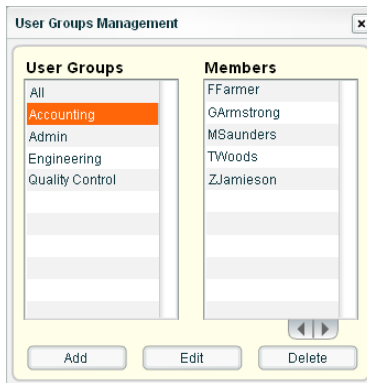 User Groups Management
User Groups
All
Accounting
Admin
Engineering
Quality Control
Members
FFarmer
GArmstrong
MSaunders
TWoods
ZJamieson
Add
Edit
Delete